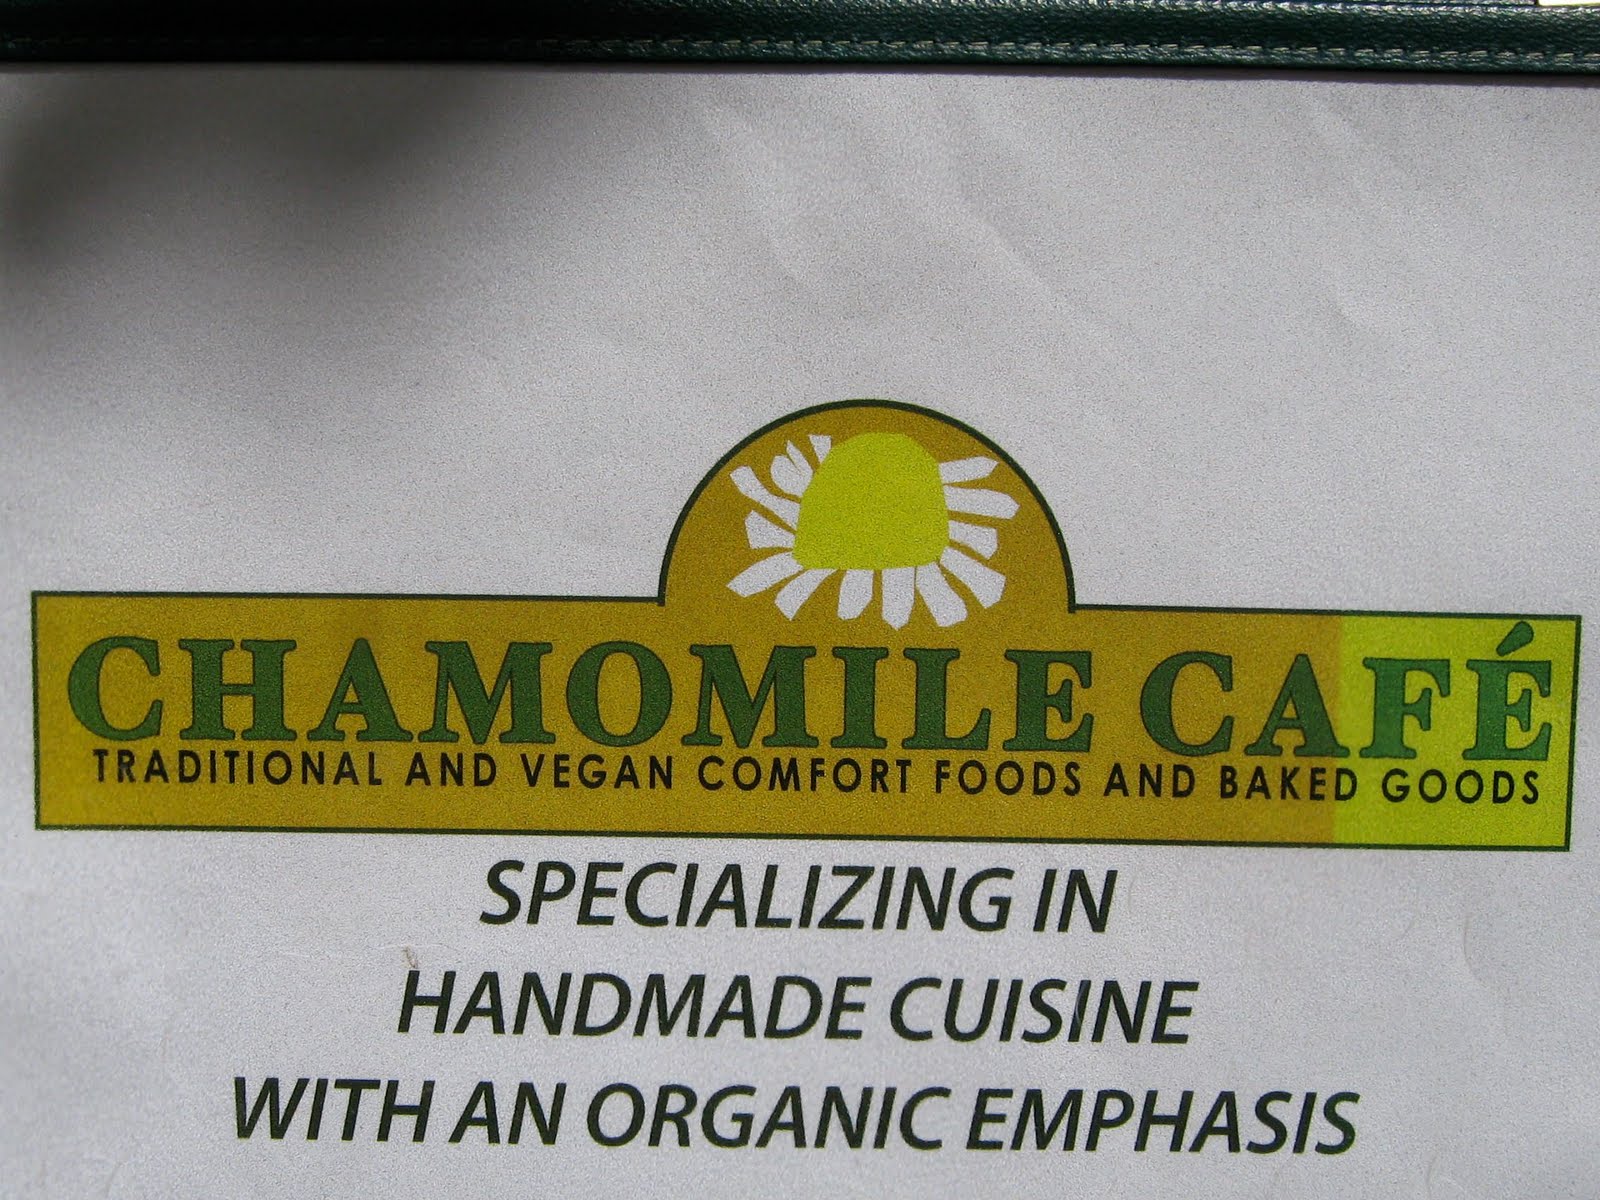 CHAMOMILE CAFÉ
TRADITIONAL AND VEGAN COMFORT FOODS AND BAKED GOODS
SPECIALIZING IN
HANDMADE CUISINE
WITH AN ORGANIC EMPHASIS